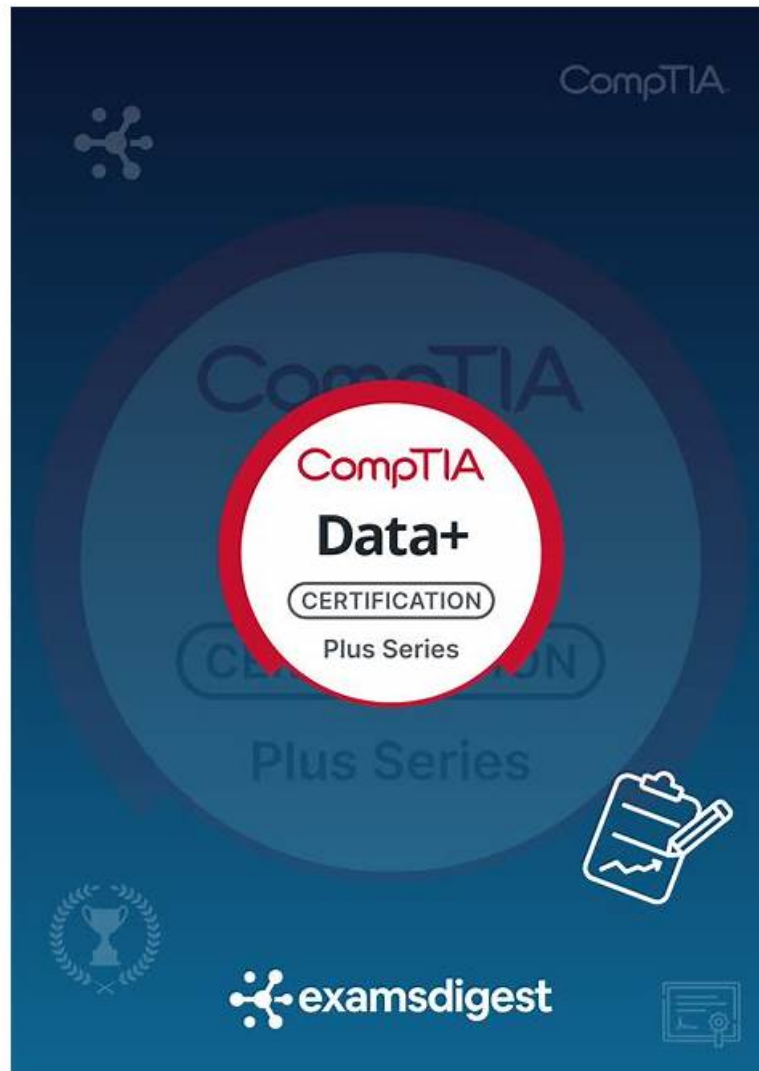 CompTIA.
CompTIA
CompTIA
Data+
CERTIFICATION
Plus Series
Plus Series
examsdigest